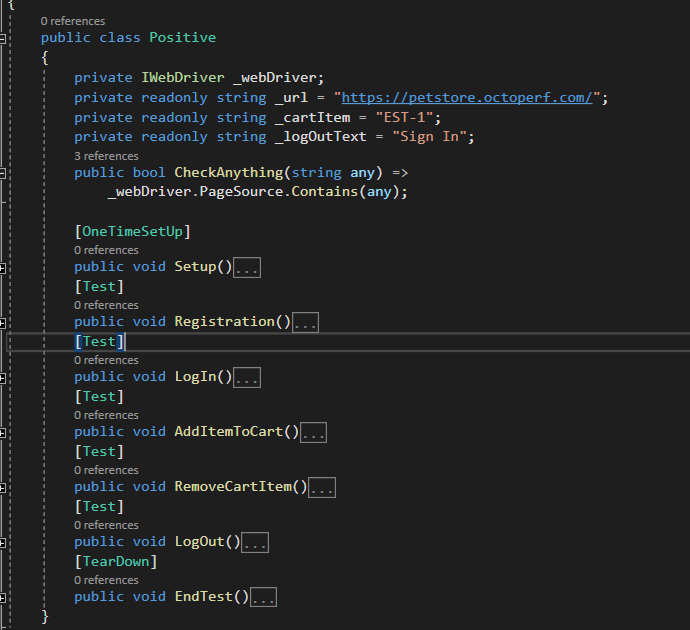 {
0 references
public class Positive
{
private IWebDriver _webDriver;
private readonly string _url = "https://petstore.octoperf.com/";
private readonly string _cartItem = "EST-1";
private readonly string _logOutText = "Sign In";
3 references
public bool CheckAnything(string any) =>
_webDriver.PageSource.Contains(any);
[OneTimeSetUp]
0 references
public void Setup()...
[Test]
0 references
public void Registration()...
[Test]
0 references
public void LogIn()...
[Test]
0 references
public void AddItemToCart()...
[Test]
0 references
public void RemoveCartItem()...
[Test]
0 references
public void LogOut()...
[TearDown]
0 references
public void EndTest()...
}